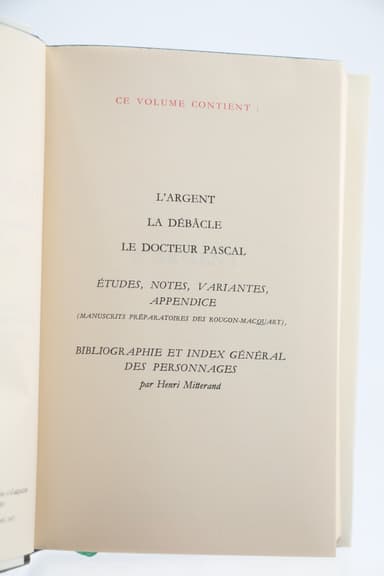 CE VOLUME CONTIENT :
L'ARGENT
LA DÉBÂCLE
LE DOCTEUR PASCAL
ÉTUDES, NOTES, VARIANTES,
APPENDICE
(MANUSCRITS PRÉPARATOIRES DES ROUGON-MACQUART),
BIBLIOGRAPHIE ET INDEX GÉNÉRAL
DES PERSONNAGES
par Henri Mitterand